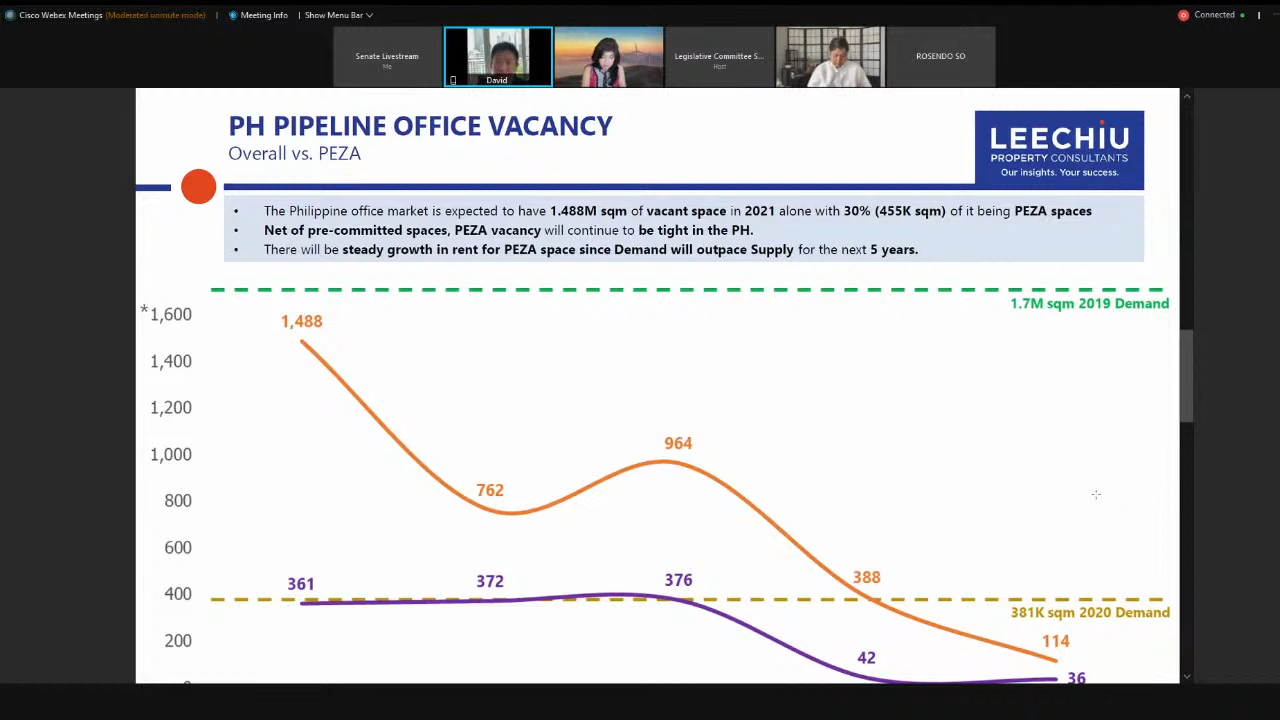 Cisco Webex Meetings (Moderated unmute mode) | Meeting Info | Show Menu Bar
Connected
Senate Livestream
Me
David
Legislative Committee S...
Host
ROSENDO SO
PH PIPELINE OFFICE VACANCY
Overall vs. PEZA
LEECHIU
PROPERTY CONSULTANTS
Our insights. Your success.
• The Philippine office market is expected to have 1.488M sqm of vacant space in 2021 alone with 30% (455K sqm) of it being PEZA spaces
• Net of pre-committed spaces, PEZA vacancy will continue to be tight in the PH.
• There will be steady growth in rent for PEZA space since Demand will outpace Supply for the next 5 years.
1.7M sqm 2019 Demand
*1,600
1,488
1,400
1,200
1,000
964
800
762
600
361
372
376
388
400
381K sqm 2020 Demand
200
42
114
36